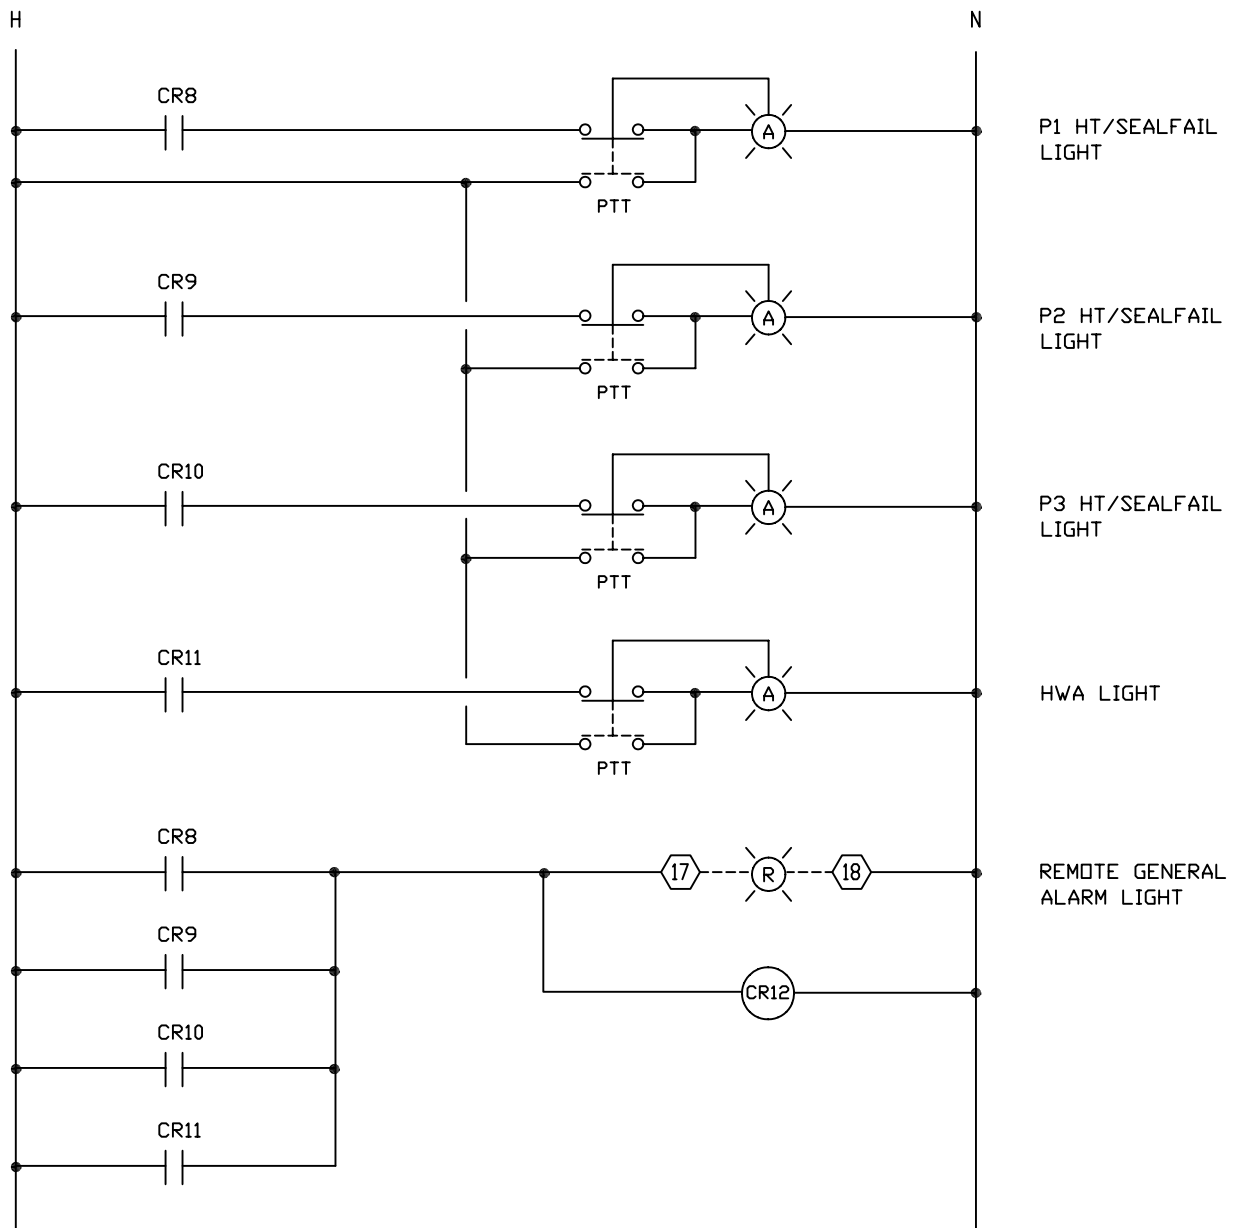 H
N
CR8
A
P1 HT/SEALFAIL
LIGHT
PTT
CR9
A
P2 HT/SEALFAIL
LIGHT
PTT
CR10
A
P3 HT/SEALFAIL
LIGHT
PTT
CR11
A
HWA LIGHT
PTT
CR8
17
R
18
REMOTE GENERAL
ALARM LIGHT
CR9
CR12
CR10
CR11